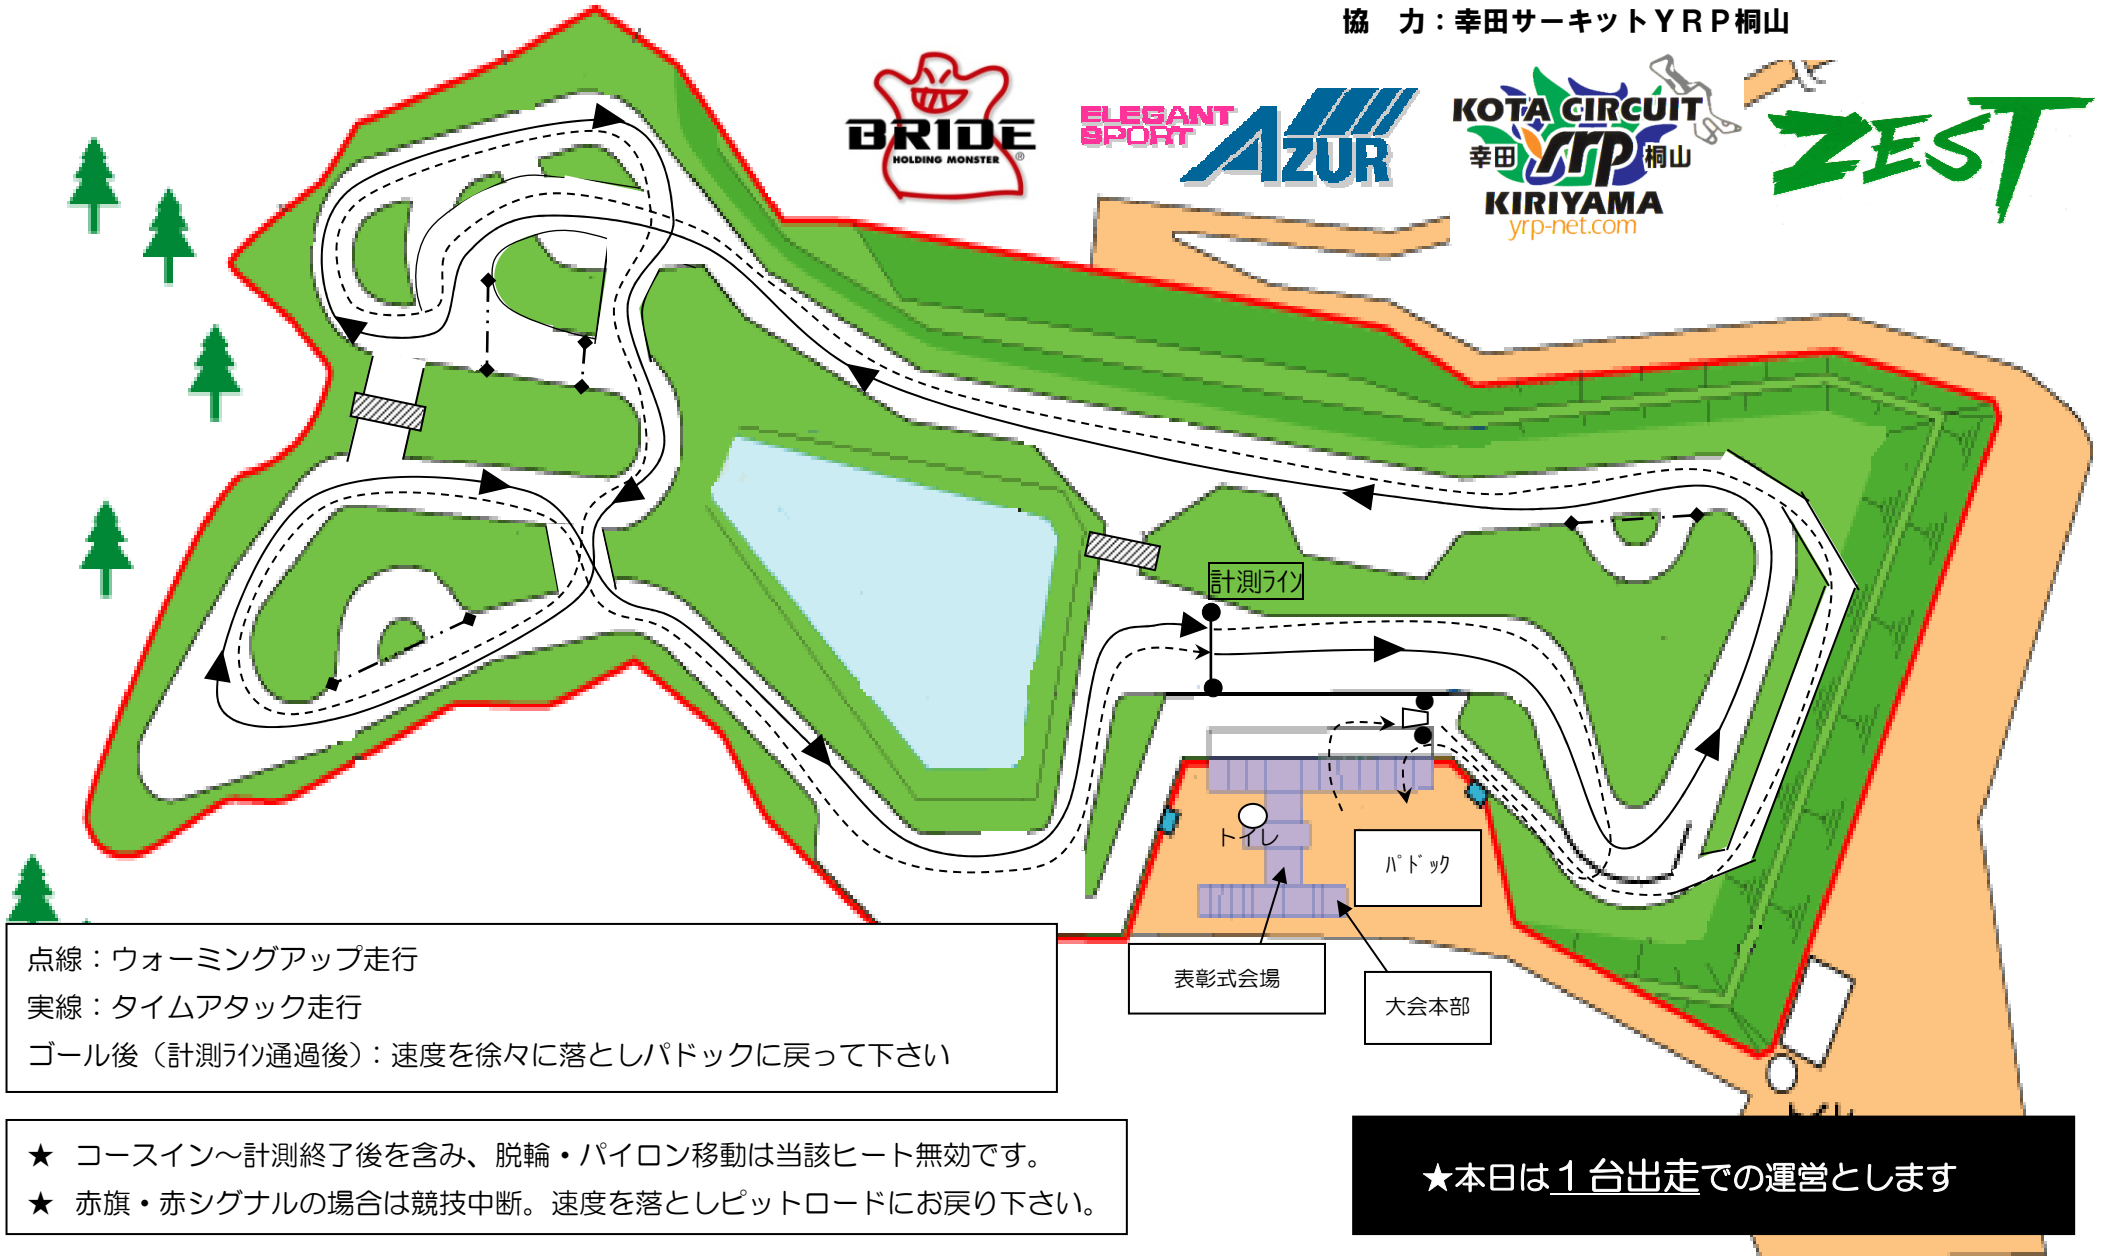 協　力：幸田サーキットＹＲＰ桐山
BRIDE
HOLDING MONSTER
®
ELEGANT
SPORT
AZUR
KOTA CIRCUIT
幸田 yrp 桐山
KIRIYAMA
yrp-net.com
ZEST
計測ﾗｲﾝ
トイレ
ﾊﾟﾄﾞｯｸ
表彰式会場
大会本部
点線：ウォーミングアップ走行
実線：タイムアタック走行
ゴール後（計測ﾗｲﾝ通過後）：速度を徐々に落としパドックに戻って下さい
★　コースイン～計測終了後を含み、脱輪・パイロン移動は当該ヒート無効です。
★　赤旗・赤シグナルの場合は競技中断。速度を落としピットロードにお戻り下さい。
★本日は１台出走での運営とします